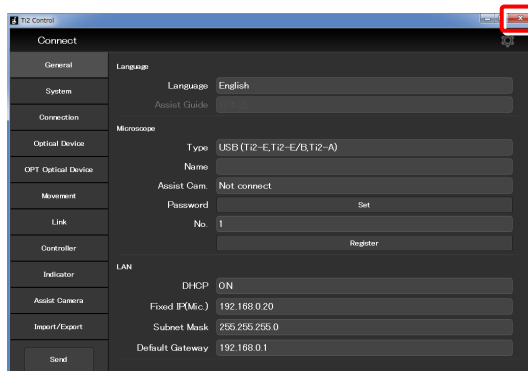 Ti2 Control
Connect
General
System
Connection
Optical Device
OPT Optical Device
Movement
Link
Controller
Indicator
Assist Camera
Import/Export
Send
Language
Language English
Assist Guide
Microscope
Type USB (Ti2-E,Ti2-E/B,Ti2-A)
Name
Assist Cam. Not connect
Password Set
No. 1
Register
LAN
DHCP ON
Fixed IP(Mic.) 192.168.0.20
Subnet Mask 255.255.255.0
Default Gateway 192.168.0.1